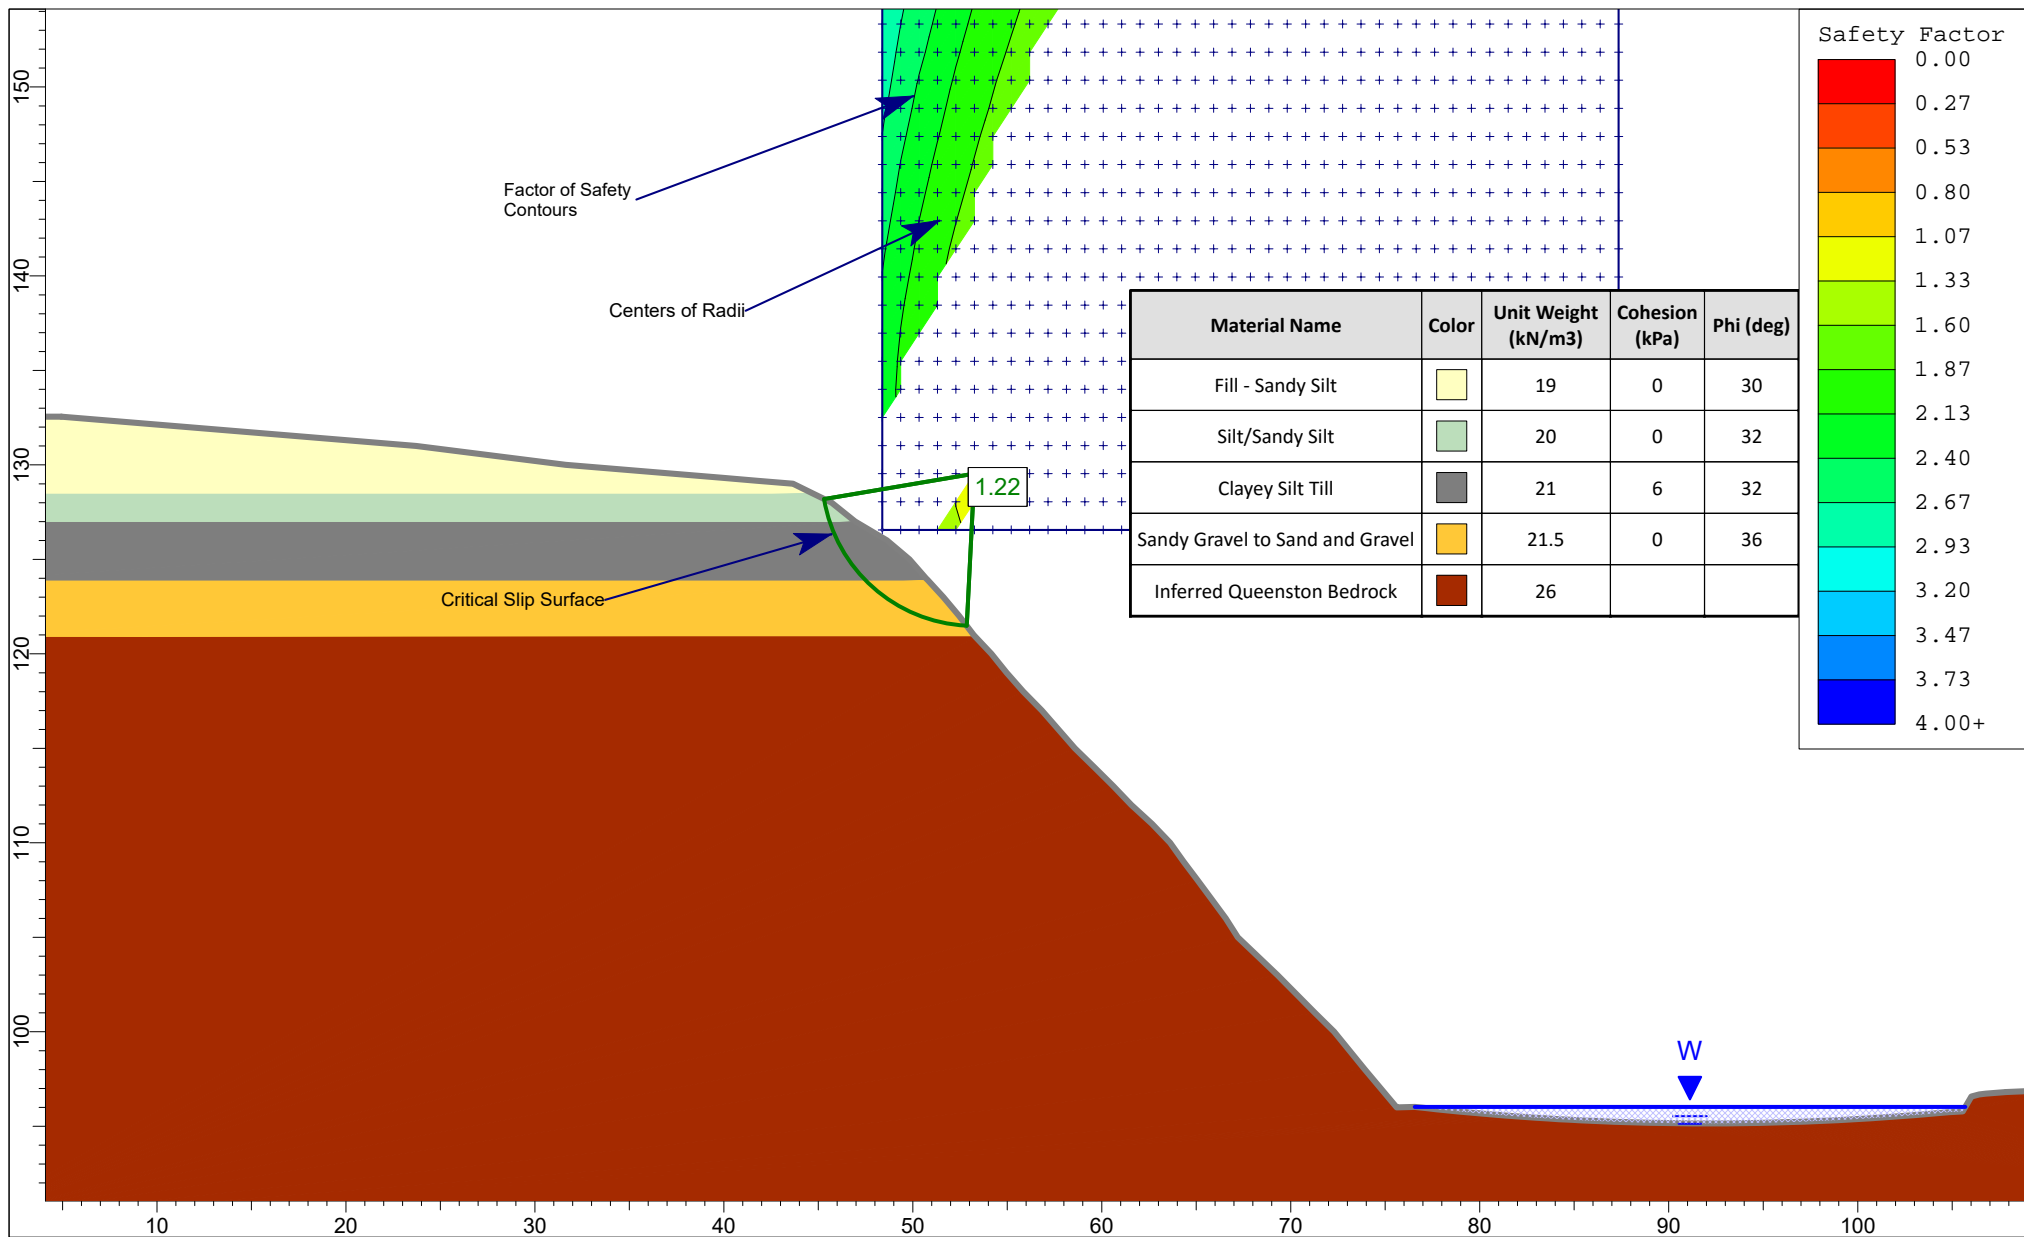 Safety Factor
0.00
0.27
0.53
0.80
1.07
1.33
1.60
1.87
2.13
2.40
2.67
2.93
3.20
3.47
3.73
4.00+
150
140
130
120
110
100
Factor of Safety
Contours
Centers of Radii
1.22
Critical Slip Surface
Material Name Color Unit Weight (kN/m3) Cohesion (kPa) Phi (deg)
Fill - Sandy Silt 19 0 30
Silt/Sandy Silt 20 0 32
Clayey Silt Till 21 6 32
Sandy Gravel to Sand and Gravel 21.5 0 36
Inferred Queenston Bedrock 26
W
10 20 30 40 50 60 70 80 90 100